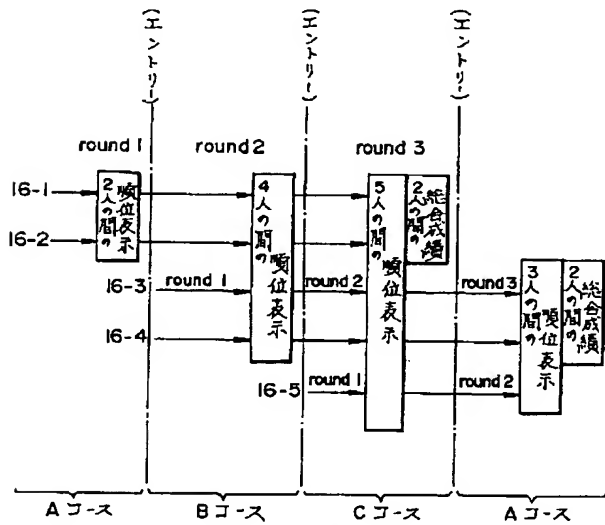 (エントリー)
(エントリー)
(エントリー)
round 1
round 2
round 3
16-1
16-2
2人の間の
順位表示
4人の間の
順位表示
5人の間の
順位表示
2人の間の
総合成績
16-3
round 1
round 2
round 3
3人の間の
順位表示
2人の間の
総合成績
16-4
16-5
round 1
round 2
Aコース
Bコース
Cコース
Aコース